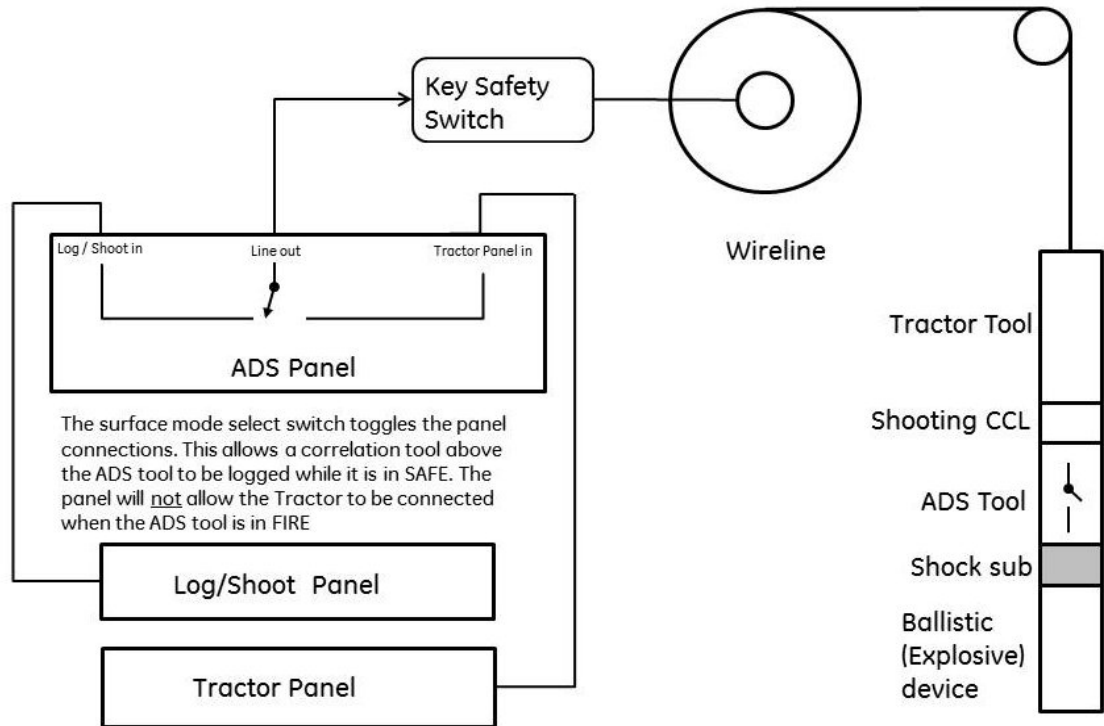 Key Safety
Switch
Log / Shoot in
Line out
Tractor Panel in
ADS Panel
Wireline
The surface mode select switch toggles the panel
connections. This allows a correlation tool above
the ADS tool to be logged while it is in SAFE. The
panel will not allow the Tractor to be connected
when the ADS tool is in FIRE
Log/Shoot Panel
Tractor Panel
Tractor Tool
Shooting CCL
ADS Tool
Shock sub
Ballistic
(Explosive)
device